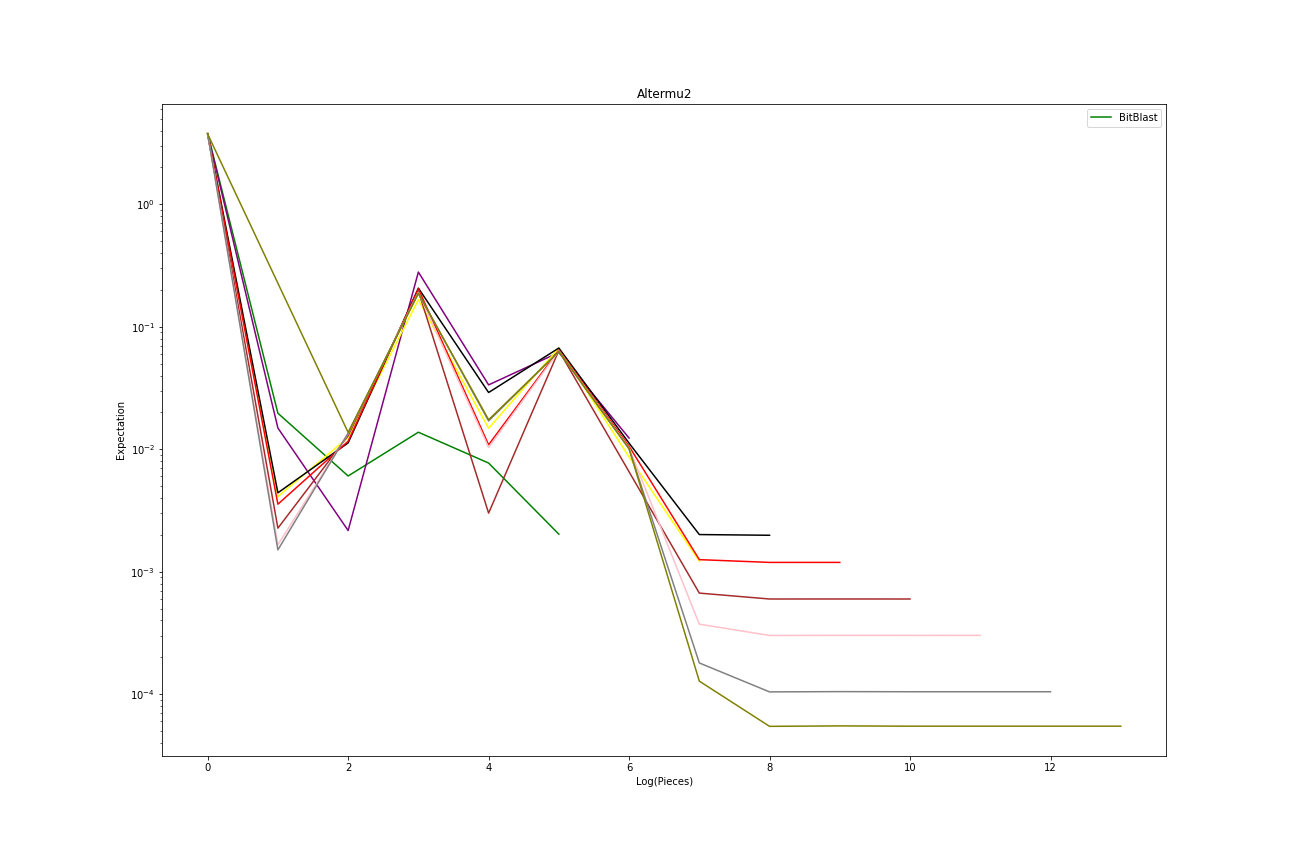 Altermu2
BitBlast
Expectation
10⁰
10⁻¹
10⁻²
10⁻³
10⁻⁴
0 2 4 6 8 10 12
Log(Pieces)